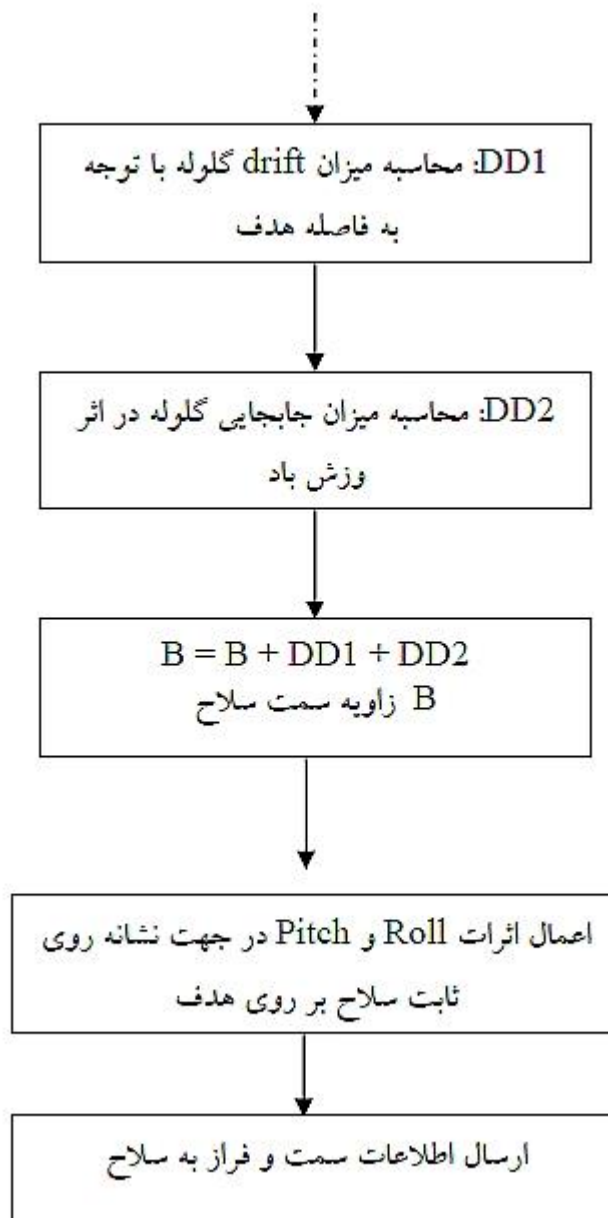 DD1: محاسبه میزان drift گلوله با توجه
به فاصله هدف
DD2: محاسبه میزان جابجایی گلوله در اثر
وزش باد
B = B + DD1 + DD2
B زاویه سمت سلاح
اعمال اثرات Roll و Pitch در جهت نشانه روی
ثابت سلاح بر روی هدف
ارسال اطلاعات سمت و فراز به سلاح